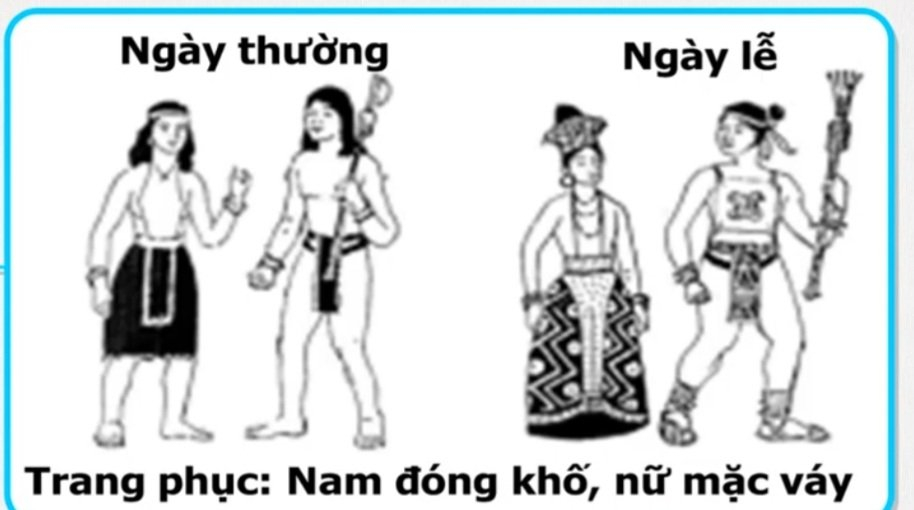 Ngày thường
Ngày lễ
Trang phục: Nam đóng khố, nữ mặc váy